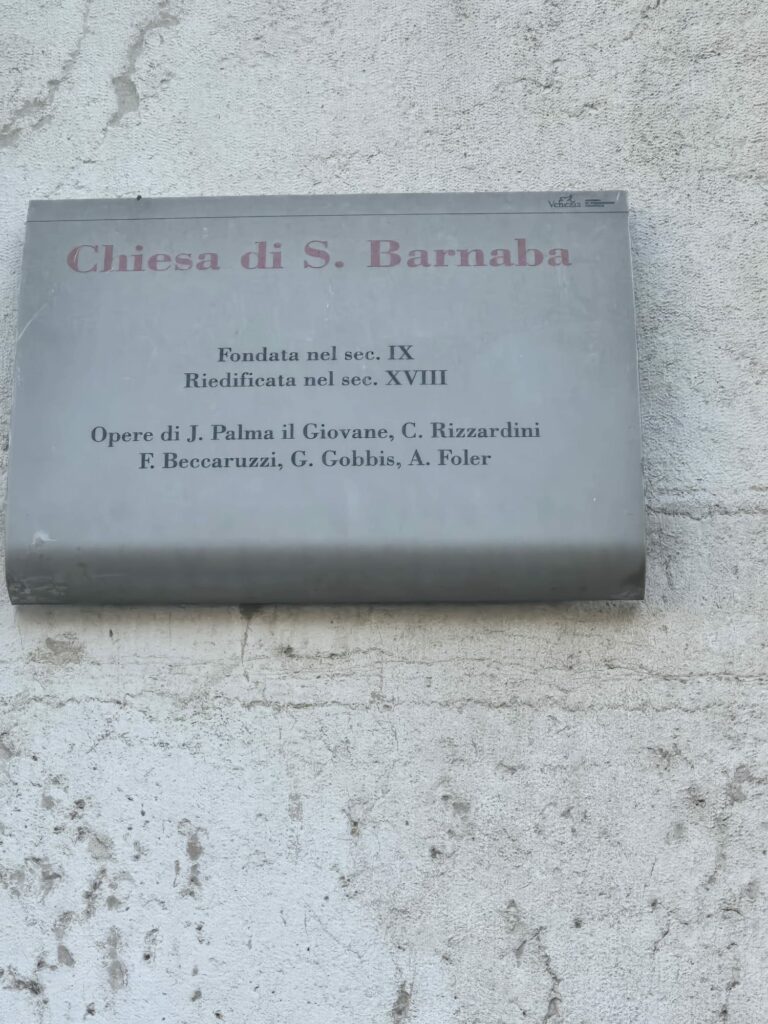 Venezia
Chiesa di S. Barnaba
Fondata nel sec. IX
Riedificata nel sec. XVIII
Opere di J. Palma il Giovane, C. Rizzardini
F. Beccaruzzi, G. Gobbis, A. Foler